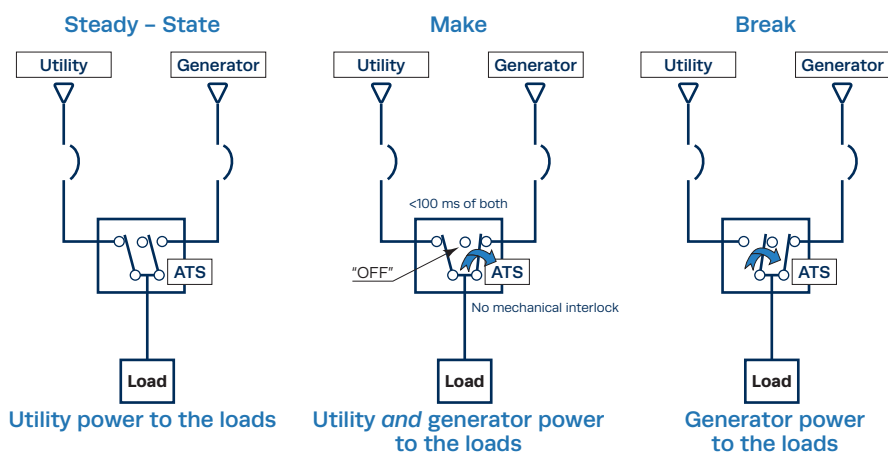 Steady – State
Utility
Generator
ATS
Load
Utility power to the loads
Make
Utility
Generator
<100 ms of both
"OFF"
ATS
No mechanical interlock
Load
Utility and generator power
to the loads
Break
Utility
Generator
ATS
Load
Generator power
to the loads